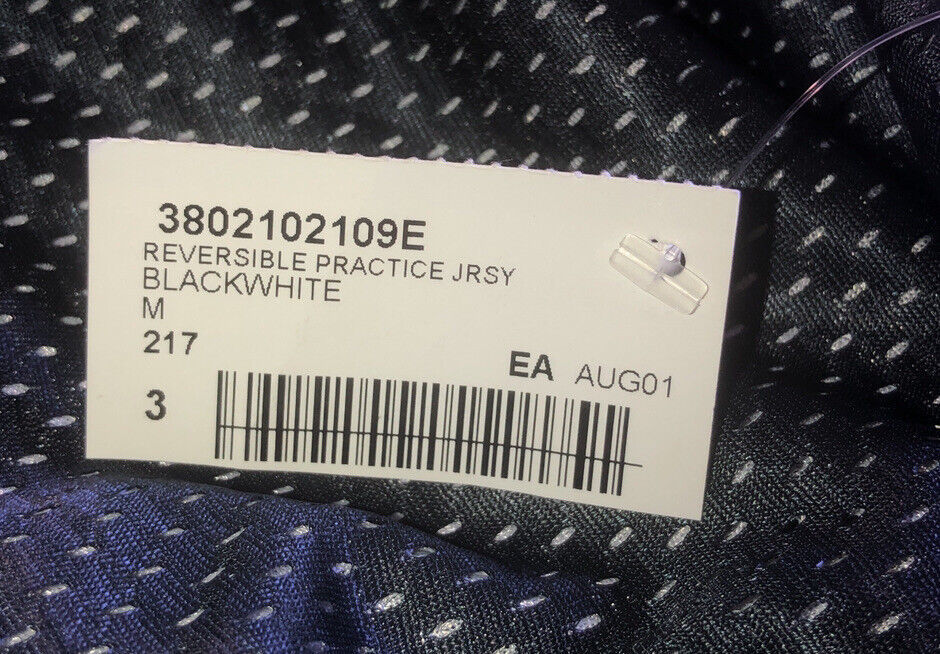 3802102109E
REVERSIBLE PRACTICE JRSY
BLACKWHITE
M
217
EA AUG01
3